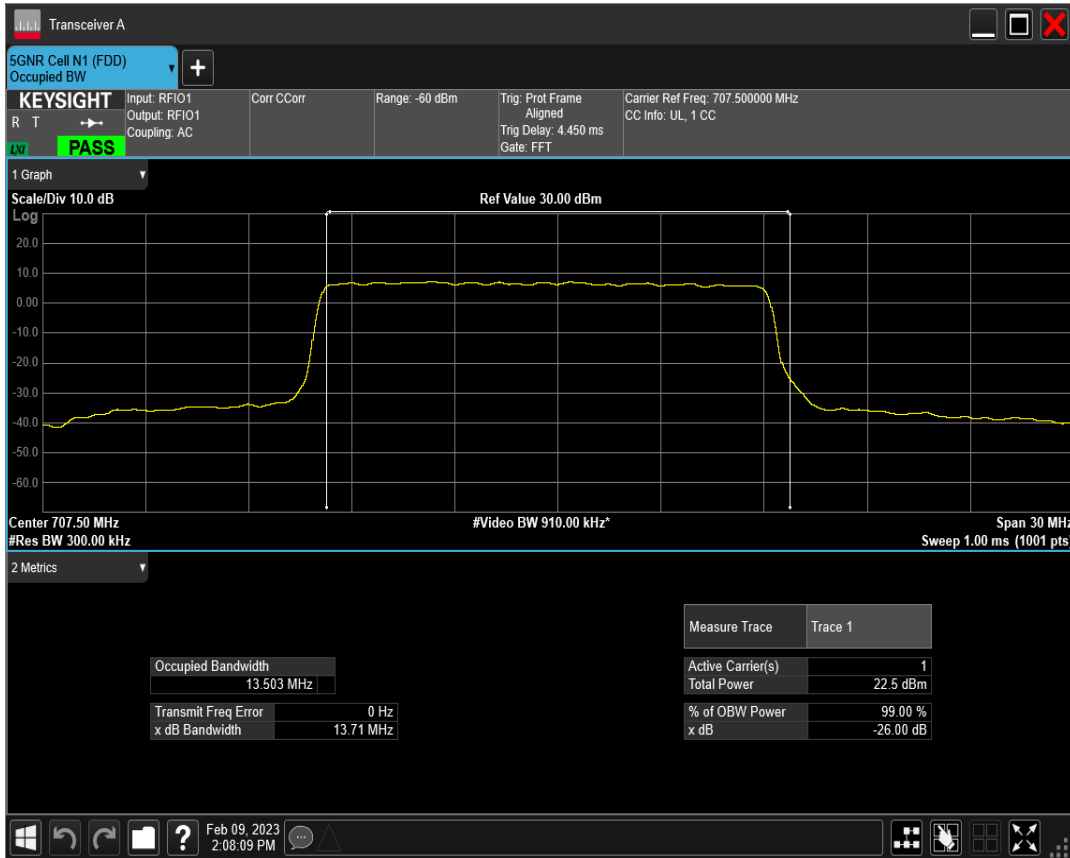 Transceiver A
5GNR Cell N1 (FDD)
Occupied BW
+
KEYSIGHT
R T
LXI
PASS
Input: RFIO1
Output: RFIO1
Coupling: AC
Corr CCorr
Range: -60 dBm
Trig: Prot Frame
Aligned
Trig Delay: 4.450 ms
Gate: FFT
Carrier Ref Freq: 707.500000 MHz
CC Info: UL, 1 CC
1 Graph
Scale/Div 10.0 dB
Ref Value 30.00 dBm
Log
20.0
10.0
0.00
-10.0
-20.0
-30.0
-40.0
-50.0
-60.0
Center 707.50 MHz
#Video BW 910.00 kHz*
Span 30 MHz
#Res BW 300.00 kHz
Sweep 1.00 ms (1001 pts)
2 Metrics
Measure Trace Trace 1
Occupied Bandwidth
13.503 MHz
Active Carrier(s) 1
Total Power 22.5 dBm
Transmit Freq Error 0 Hz
x dB Bandwidth 13.71 MHz
% of OBW Power 99.00 %
x dB -26.00 dB
?
Feb 09, 2023
2:08:09 PM